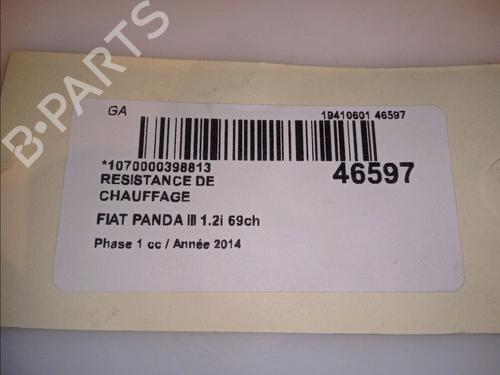 GA
19410601 46597
*1070000398813
46597
RESISTANCE DE
CHAUFFAGE
FIAT PANDA III 1.2i 69ch
Phase 1 cc / Année 2014
B-PARTS